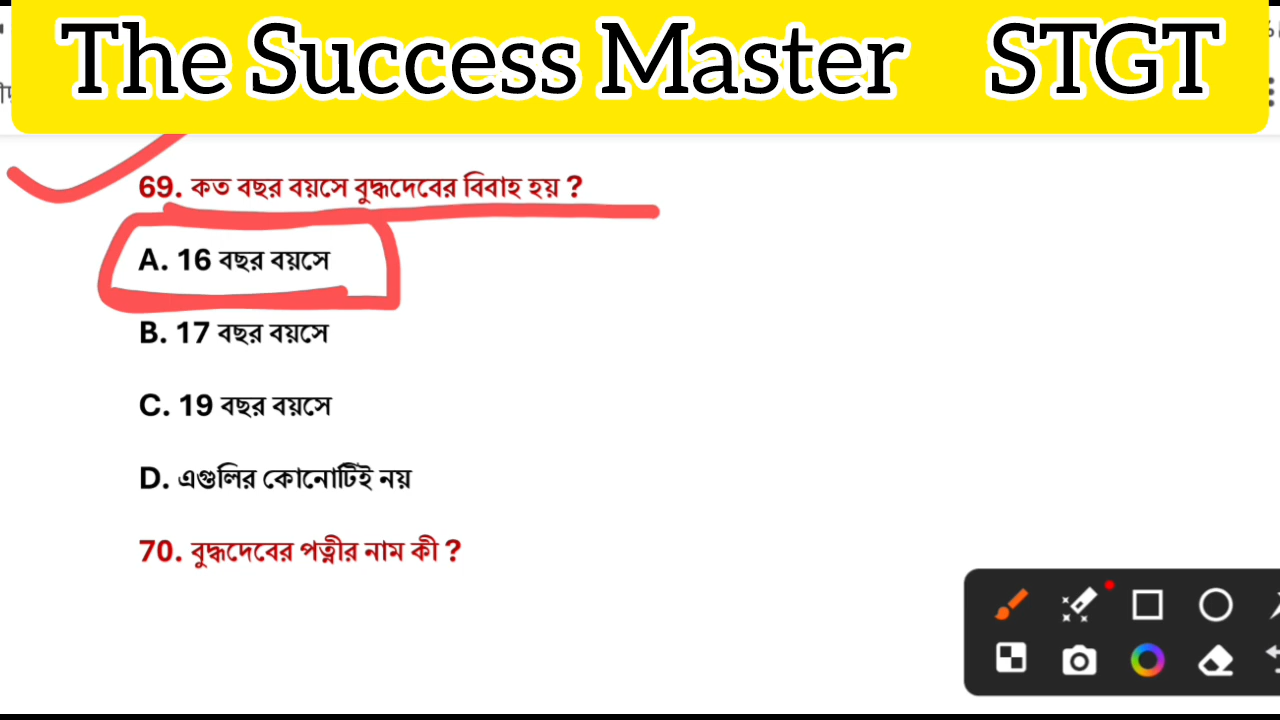 The Success Master STGT
69. কত বছর বয়সে বুদ্ধদেবের বিবাহ হয় ?
A. 16 বছর বয়সে
B. 17 বছর বয়সে
C. 19 বছর বয়সে
D. এগুলির কোনোটিই নয়
70. বুদ্ধদেবের পত্নীর নাম কী ?